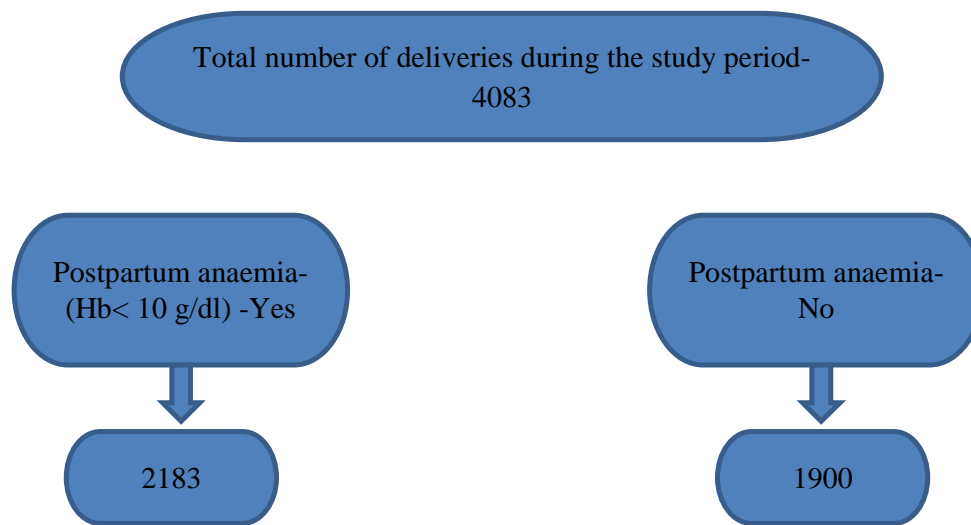 Total number of deliveries during the study period-
4083
Postpartum anaemia-
(Hb< 10 g/dl) -Yes
Postpartum anaemia-
No
2183
1900